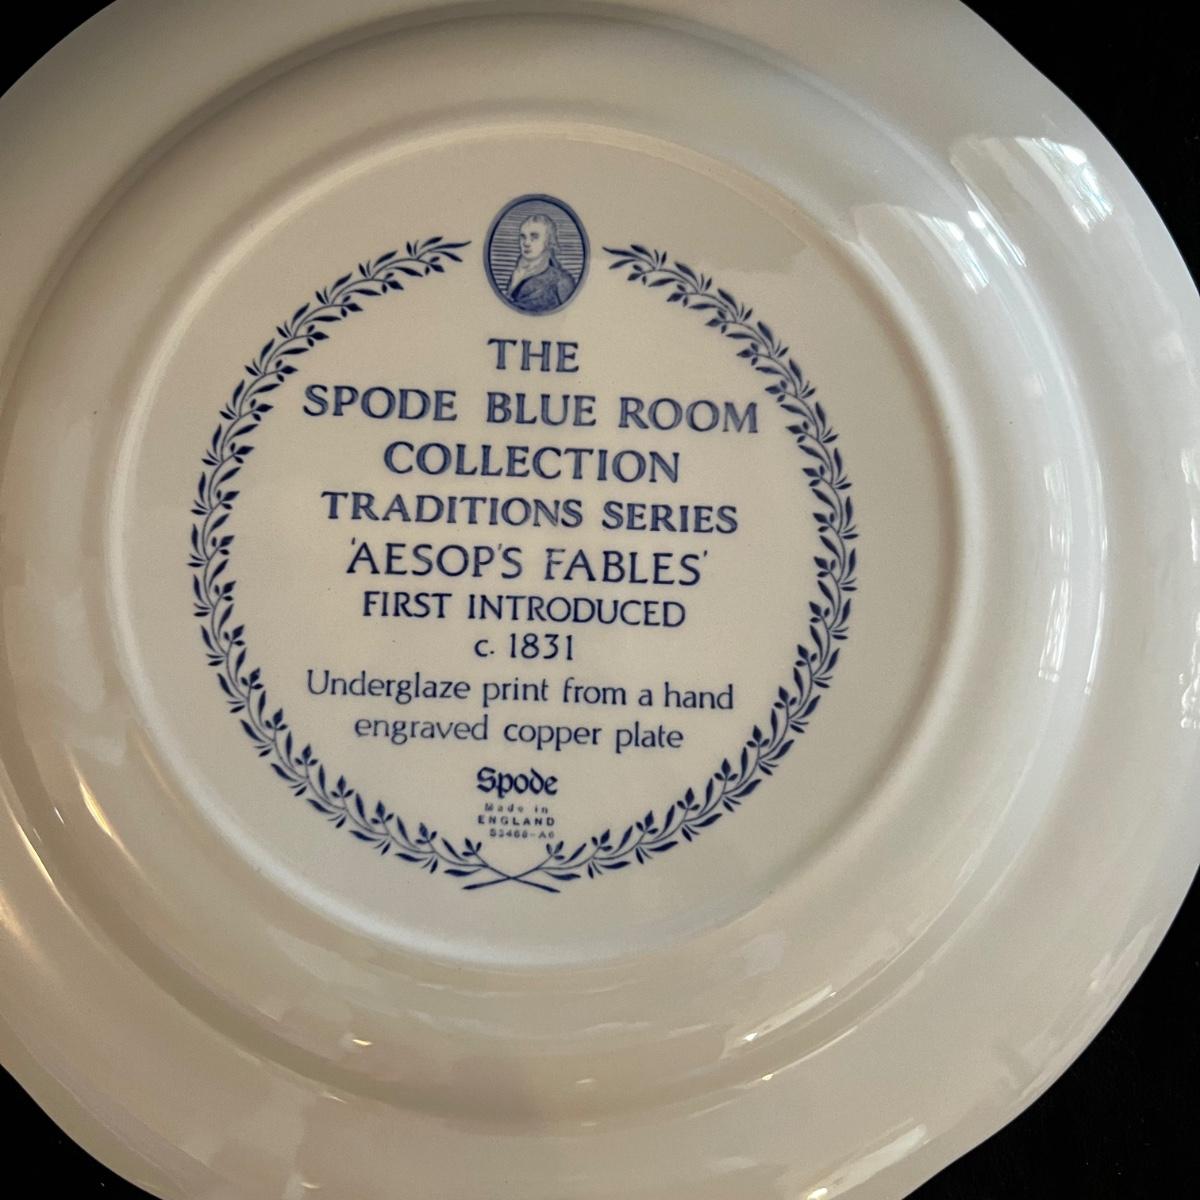 THE
SPODE BLUE ROOM
COLLECTION
TRADITIONS SERIES
'AESOP'S FABLES'
FIRST INTRODUCED
c. 1831
Underglaze print from a hand
engraved copper plate
Spode
Made in
ENGLAND